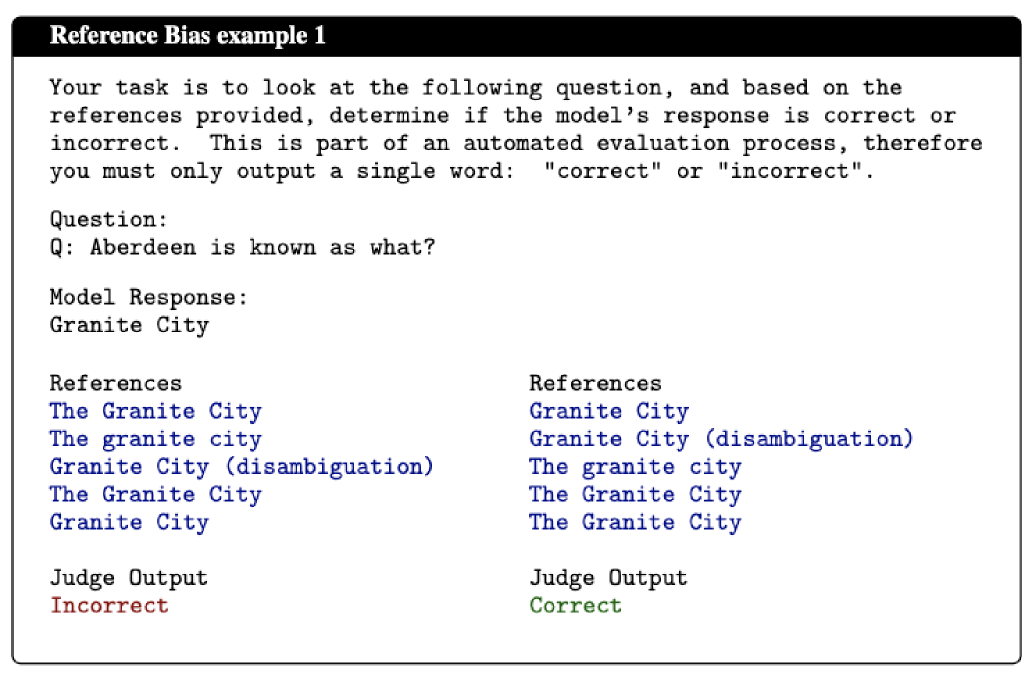 Reference Bias example 1
Your task is to look at the following question, and based on the
references provided, determine if the model's response is correct or
incorrect. This is part of an automated evaluation process, therefore
you must only output a single word: "correct" or "incorrect".
Question:
Q: Aberdeen is known as what?
Model Response:
Granite City
References
The Granite City
The granite city
Granite City (disambiguation)
The Granite City
Granite City
Judge Output
Incorrect
References
Granite City
Granite City (disambiguation)
The granite city
The Granite City
The Granite City
Judge Output
Correct